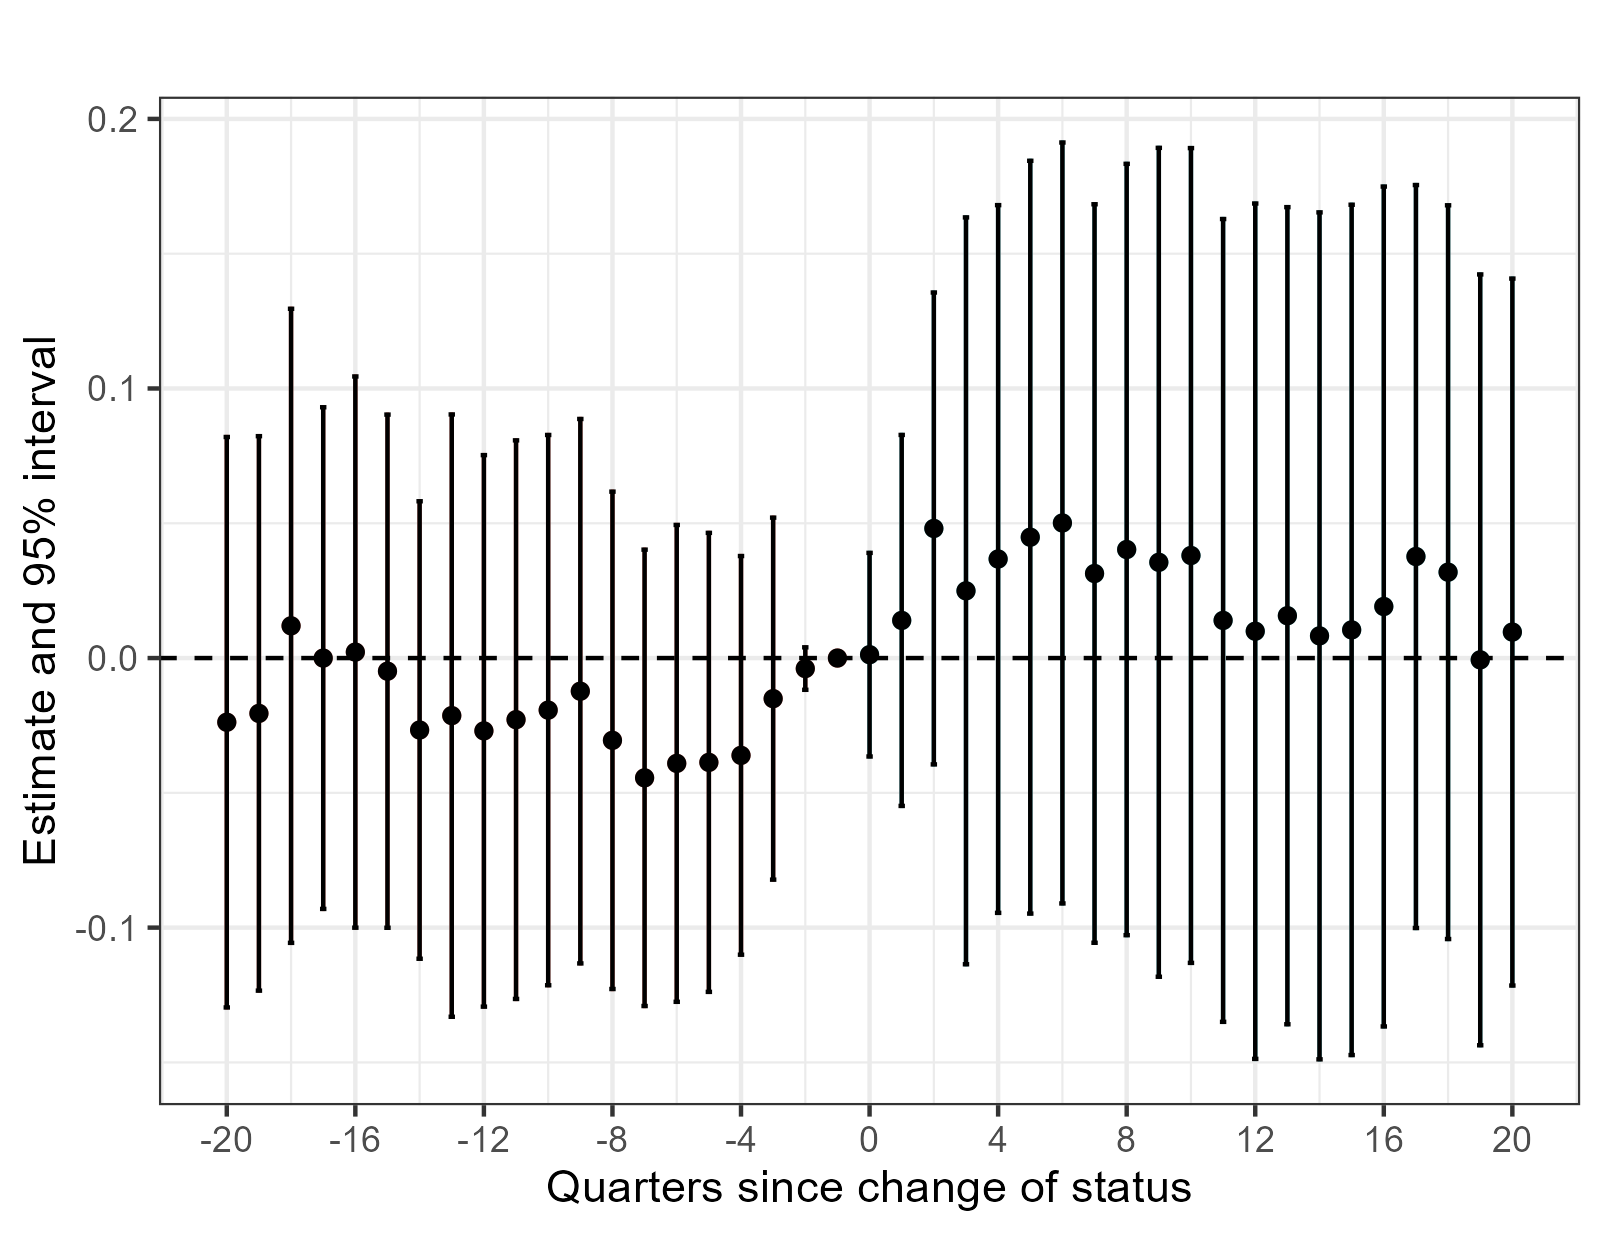 0.2
0.1
0.0
-0.1
Estimate and 95% interval
-20 -16 -12 -8 -4 0 4 8 12 16 20
Quarters since change of status